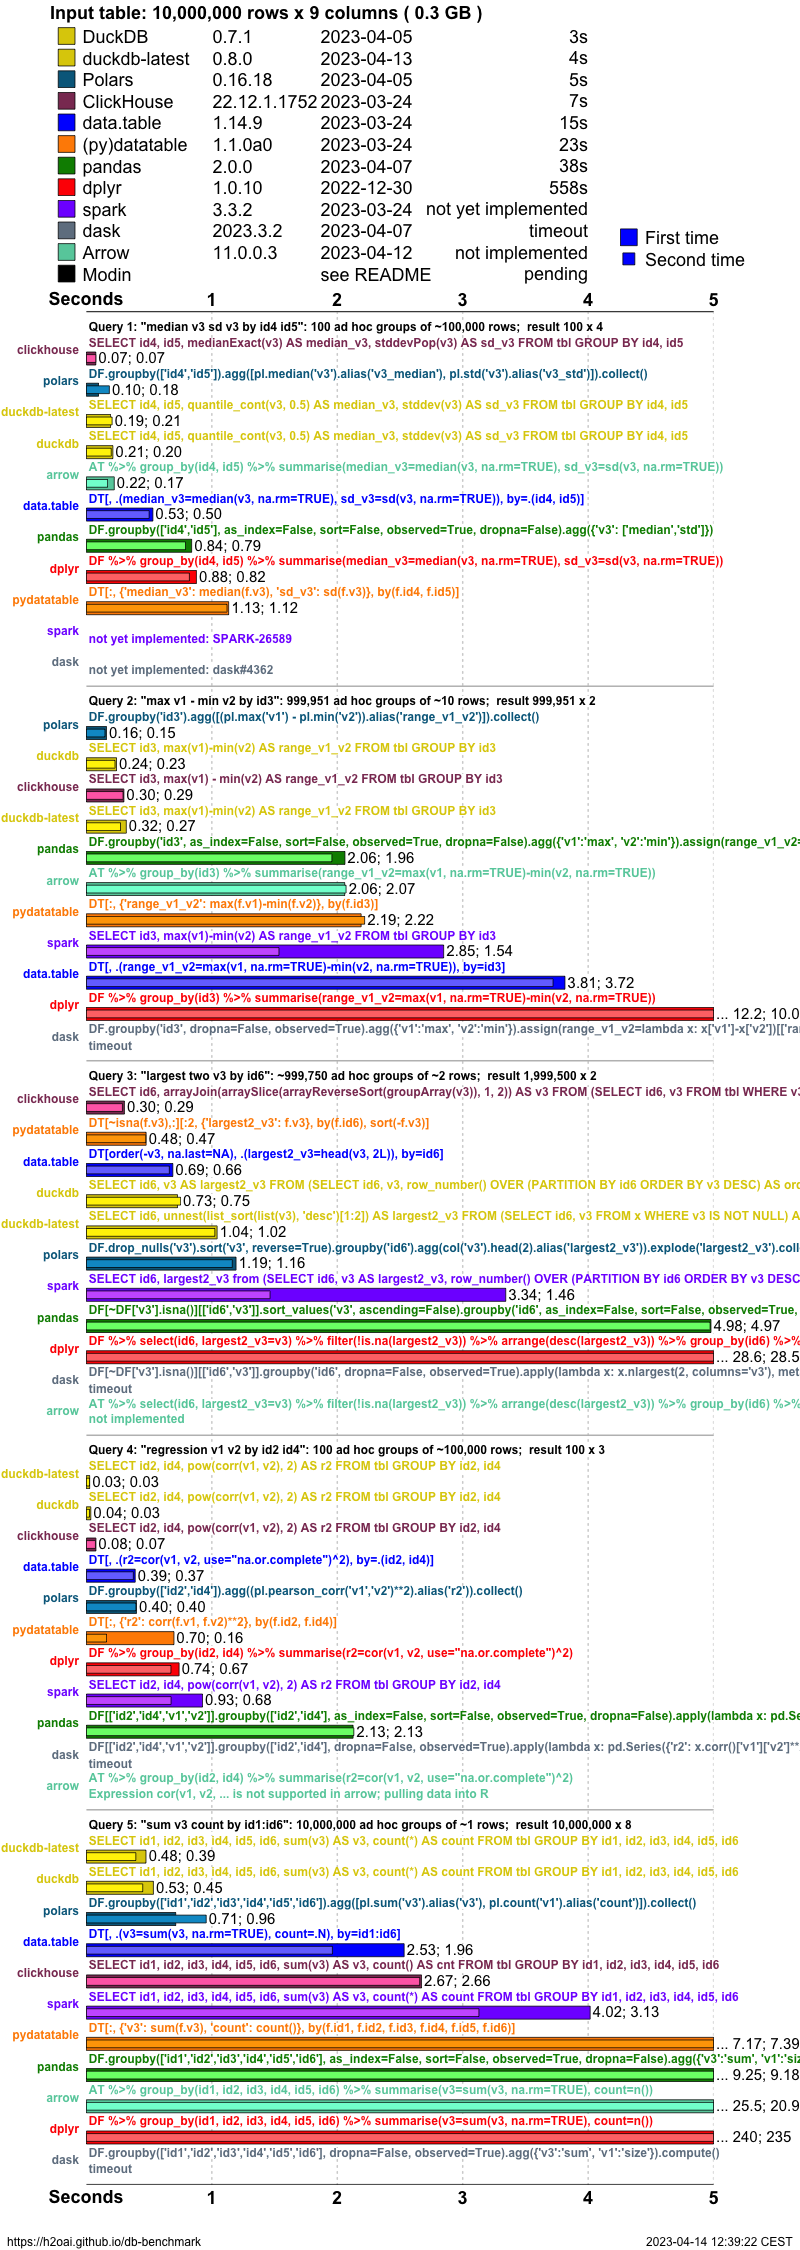 Input table: 10,000,000 rows x 9 columns ( 0.3 GB )
DuckDB 0.7.1 2023-04-05 3s
duckdb-latest 0.8.0 2023-04-13 4s
Polars 0.16.18 2023-04-05 5s
ClickHouse 22.12.1.1752 2023-03-24 7s
data.table 1.14.9 2023-03-24 15s
(py)datatable 1.1.0a0 2023-03-24 23s
pandas 2.0.0 2023-04-07 38s
dplyr 1.0.10 2022-12-30 558s
spark 3.3.2 2023-03-24 not yet implemented
dask 2023.3.2 2023-04-07 timeout
Arrow 11.0.0.3 2023-04-12 not implemented
Modin see README pending
First time
Second time
Seconds 1 2 3 4 5
Query 1: "median v3 sd v3 by id4 id5": 100 ad hoc groups of ~100,000 rows; result 100 x 4
clickhouse SELECT id4, id5, medianExact(v3) AS median_v3, stddevPop(v3) AS sd_v3 FROM tbl GROUP BY id4, id5
0.07; 0.07
polars DF.groupby(['id4','id5']).agg([pl.median('v3').alias('v3_median'), pl.std('v3').alias('v3_std')]).collect()
0.10; 0.18
duckdb-latest SELECT id4, id5, quantile_cont(v3, 0.5) AS median_v3, stddev(v3) AS sd_v3 FROM tbl GROUP BY id4, id5
0.19; 0.21
duckdb SELECT id4, id5, quantile_cont(v3, 0.5) AS median_v3, stddev(v3) AS sd_v3 FROM tbl GROUP BY id4, id5
0.21; 0.20
arrow AT %>% group_by(id4, id5) %>% summarise(median_v3=median(v3, na.rm=TRUE), sd_v3=sd(v3, na.rm=TRUE))
0.22; 0.17
data.table DT[, .(median_v3=median(v3, na.rm=TRUE), sd_v3=sd(v3, na.rm=TRUE)), by=.(id4, id5)]
0.53; 0.50
pandas DF.groupby(['id4','id5'], as_index=False, sort=False, observed=True, dropna=False).agg({'v3': ['median','std']})
0.84; 0.79
dplyr DF %>% group_by(id4, id5) %>% summarise(median_v3=median(v3, na.rm=TRUE), sd_v3=sd(v3, na.rm=TRUE))
0.88; 0.82
pydatatable DT[:, {'median_v3': median(f.v3), 'sd_v3': sd(f.v3)}, by(f.id4, f.id5)]
1.13; 1.12
spark not yet implemented: SPARK-26589
dask not yet implemented: dask#4362
Query 2: "max v1 - min v2 by id3": 999,951 ad hoc groups of ~10 rows; result 999,951 x 2
polars DF.groupby('id3').agg([(pl.max('v1') - pl.min('v2')).alias('range_v1_v2')]).collect()
0.16; 0.15
duckdb SELECT id3, max(v1)-min(v2) AS range_v1_v2 FROM tbl GROUP BY id3
0.24; 0.23
clickhouse SELECT id3, max(v1) - min(v2) AS range_v1_v2 FROM tbl GROUP BY id3
0.30; 0.29
duckdb-latest SELECT id3, max(v1)-min(v2) AS range_v1_v2 FROM tbl GROUP BY id3
0.32; 0.27
pandas DF.groupby('id3', as_index=False, sort=False, observed=True, dropna=False).agg({'v1':'max', 'v2':'min'}).assign(range_v1_v2=
2.06; 1.96
arrow AT %>% group_by(id3) %>% summarise(range_v1_v2=max(v1, na.rm=TRUE)-min(v2, na.rm=TRUE))
2.06; 2.07
pydatatable DT[:, {'range_v1_v2': max(f.v1)-min(f.v2)}, by(f.id3)]
2.19; 2.22
spark SELECT id3, max(v1)-min(v2) AS range_v1_v2 FROM tbl GROUP BY id3
2.85; 1.54
data.table DT[, .(range_v1_v2=max(v1, na.rm=TRUE)-min(v2, na.rm=TRUE)), by=id3]
3.81; 3.72
dplyr DF %>% group_by(id3) %>% summarise(range_v1_v2=max(v1, na.rm=TRUE)-min(v2, na.rm=TRUE))
... 12.2; 10.0
dask DF.groupby('id3', dropna=False, observed=True).agg({'v1':'max', 'v2':'min'}).assign(range_v1_v2=lambda x: x['v1']-x['v2'])[['ra
timeout
Query 3: "largest two v3 by id6": ~999,750 ad hoc groups of ~2 rows; result 1,999,500 x 2
clickhouse SELECT id6, arrayJoin(arraySlice(arrayReverseSort(groupArray(v3)), 1, 2)) AS v3 FROM (SELECT id6, v3 FROM tbl WHERE v3
0.30; 0.29
pydatatable DT[~isna(f.v3),:][:2, {'largest2_v3': f.v3}, by(f.id6), sort(-f.v3)]
0.48; 0.47
data.table DT[order(-v3, na.last=NA), .(largest2_v3=head(v3, 2L)), by=id6]
0.69; 0.66
duckdb SELECT id6, v3 AS largest2_v3 FROM (SELECT id6, v3, row_number() OVER (PARTITION BY id6 ORDER BY v3 DESC) AS ord
0.73; 0.75
duckdb-latest SELECT id6, unnest(list_sort(list(v3), 'desc')[1:2]) AS largest2_v3 FROM (SELECT id6, v3 FROM x WHERE v3 IS NOT NULL) A
1.04; 1.02
polars DF.drop_nulls('v3').sort('v3', reverse=True).groupby('id6').agg(col('v3').head(2).alias('largest2_v3')).explode('largest2_v3').coll
1.19; 1.16
spark SELECT id6, largest2_v3 from (SELECT id6, v3 AS largest2_v3, row_number() OVER (PARTITION BY id6 ORDER BY v3 DESC
3.34; 1.46
pandas DF[~DF['v3'].isna()][['id6','v3']].sort_values('v3', ascending=False).groupby('id6', as_index=False, sort=False, observed=True,
4.98; 4.97
dplyr DF %>% select(id6, largest2_v3=v3) %>% filter(!is.na(largest2_v3)) %>% arrange(desc(largest2_v3)) %>% group_by(id6) %>%
... 28.6; 28.5
dask DF[~DF['v3'].isna()][['id6','v3']].groupby('id6', dropna=False, observed=True).apply(lambda x: x.nlargest(2, columns='v3'), met
timeout
arrow AT %>% select(id6, largest2_v3=v3) %>% filter(!is.na(largest2_v3)) %>% arrange(desc(largest2_v3)) %>% group_by(id6) %>%
not implemented
Query 4: "regression v1 v2 by id2 id4": 100 ad hoc groups of ~100,000 rows; result 100 x 3
duckdb-latest SELECT id2, id4, pow(corr(v1, v2), 2) AS r2 FROM tbl GROUP BY id2, id4
0.03; 0.03
duckdb SELECT id2, id4, pow(corr(v1, v2), 2) AS r2 FROM tbl GROUP BY id2, id4
0.04; 0.03
clickhouse SELECT id2, id4, pow(corr(v1, v2), 2) AS r2 FROM tbl GROUP BY id2, id4
0.08; 0.07
data.table DT[, .(r2=cor(v1, v2, use="na.or.complete")^2), by=.(id2, id4)]
0.39; 0.37
polars DF.groupby(['id2','id4']).agg((pl.pearson_corr('v1','v2')**2).alias('r2')).collect()
0.40; 0.40
pydatatable DT[:, {'r2': corr(f.v1, f.v2)**2}, by(f.id2, f.id4)]
0.70; 0.16
dplyr DF %>% group_by(id2, id4) %>% summarise(r2=cor(v1, v2, use="na.or.complete")^2)
0.74; 0.67
spark SELECT id2, id4, pow(corr(v1, v2), 2) AS r2 FROM tbl GROUP BY id2, id4
0.93; 0.68
pandas DF[['id2','id4','v1','v2']].groupby(['id2','id4'], as_index=False, sort=False, observed=True, dropna=False).apply(lambda x: pd.Se
2.13; 2.13
dask DF[['id2','id4','v1','v2']].groupby(['id2','id4'], dropna=False, observed=True).apply(lambda x: pd.Series({'r2': x.corr()['v1']['v2']**
timeout
arrow AT %>% group_by(id2, id4) %>% summarise(r2=cor(v1, v2, use="na.or.complete")^2)
Expression cor(v1, v2, ... is not supported in arrow; pulling data into R
Query 5: "sum v3 count by id1:id6": 10,000,000 ad hoc groups of ~1 rows; result 10,000,000 x 8
duckdb-latest SELECT id1, id2, id3, id4, id5, id6, sum(v3) AS v3, count(*) AS count FROM tbl GROUP BY id1, id2, id3, id4, id5, id6
0.48; 0.39
duckdb SELECT id1, id2, id3, id4, id5, id6, sum(v3) AS v3, count(*) AS count FROM tbl GROUP BY id1, id2, id3, id4, id5, id6
0.53; 0.45
polars DF.groupby(['id1','id2','id3','id4','id5','id6']).agg([pl.sum('v3').alias('v3'), pl.count('v1').alias('count')]).collect()
0.71; 0.96
data.table DT[, .(v3=sum(v3, na.rm=TRUE), count=.N), by=id1:id6]
2.53; 1.96
clickhouse SELECT id1, id2, id3, id4, id5, id6, sum(v3) AS v3, count() AS cnt FROM tbl GROUP BY id1, id2, id3, id4, id5, id6
2.67; 2.66
spark SELECT id1, id2, id3, id4, id5, id6, sum(v3) AS v3, count(*) AS count FROM tbl GROUP BY id1, id2, id3, id4, id5, id6
4.02; 3.13
pydatatable DT[:, {'v3': sum(f.v3), 'count': count()}, by(f.id1, f.id2, f.id3, f.id4, f.id5, f.id6)]
... 7.17; 7.39
pandas DF.groupby(['id1','id2','id3','id4','id5','id6'], as_index=False, sort=False, observed=True, dropna=False).agg({'v3':'sum', 'v1':'size
... 9.25; 9.18
arrow AT %>% group_by(id1, id2, id3, id4, id5, id6) %>% summarise(v3=sum(v3, na.rm=TRUE), count=n())
... 25.5; 20.9
dplyr DF %>% group_by(id1, id2, id3, id4, id5, id6) %>% summarise(v3=sum(v3, na.rm=TRUE), count=n())
... 240; 235
dask DF.groupby(['id1','id2','id3','id4','id5','id6'], dropna=False, observed=True).agg({'v3':'sum', 'v1':'size'}).compute()
timeout
Seconds 1 2 3 4 5
https://h2oai.github.io/db-benchmark 2023-04-14 12:39:22 CEST